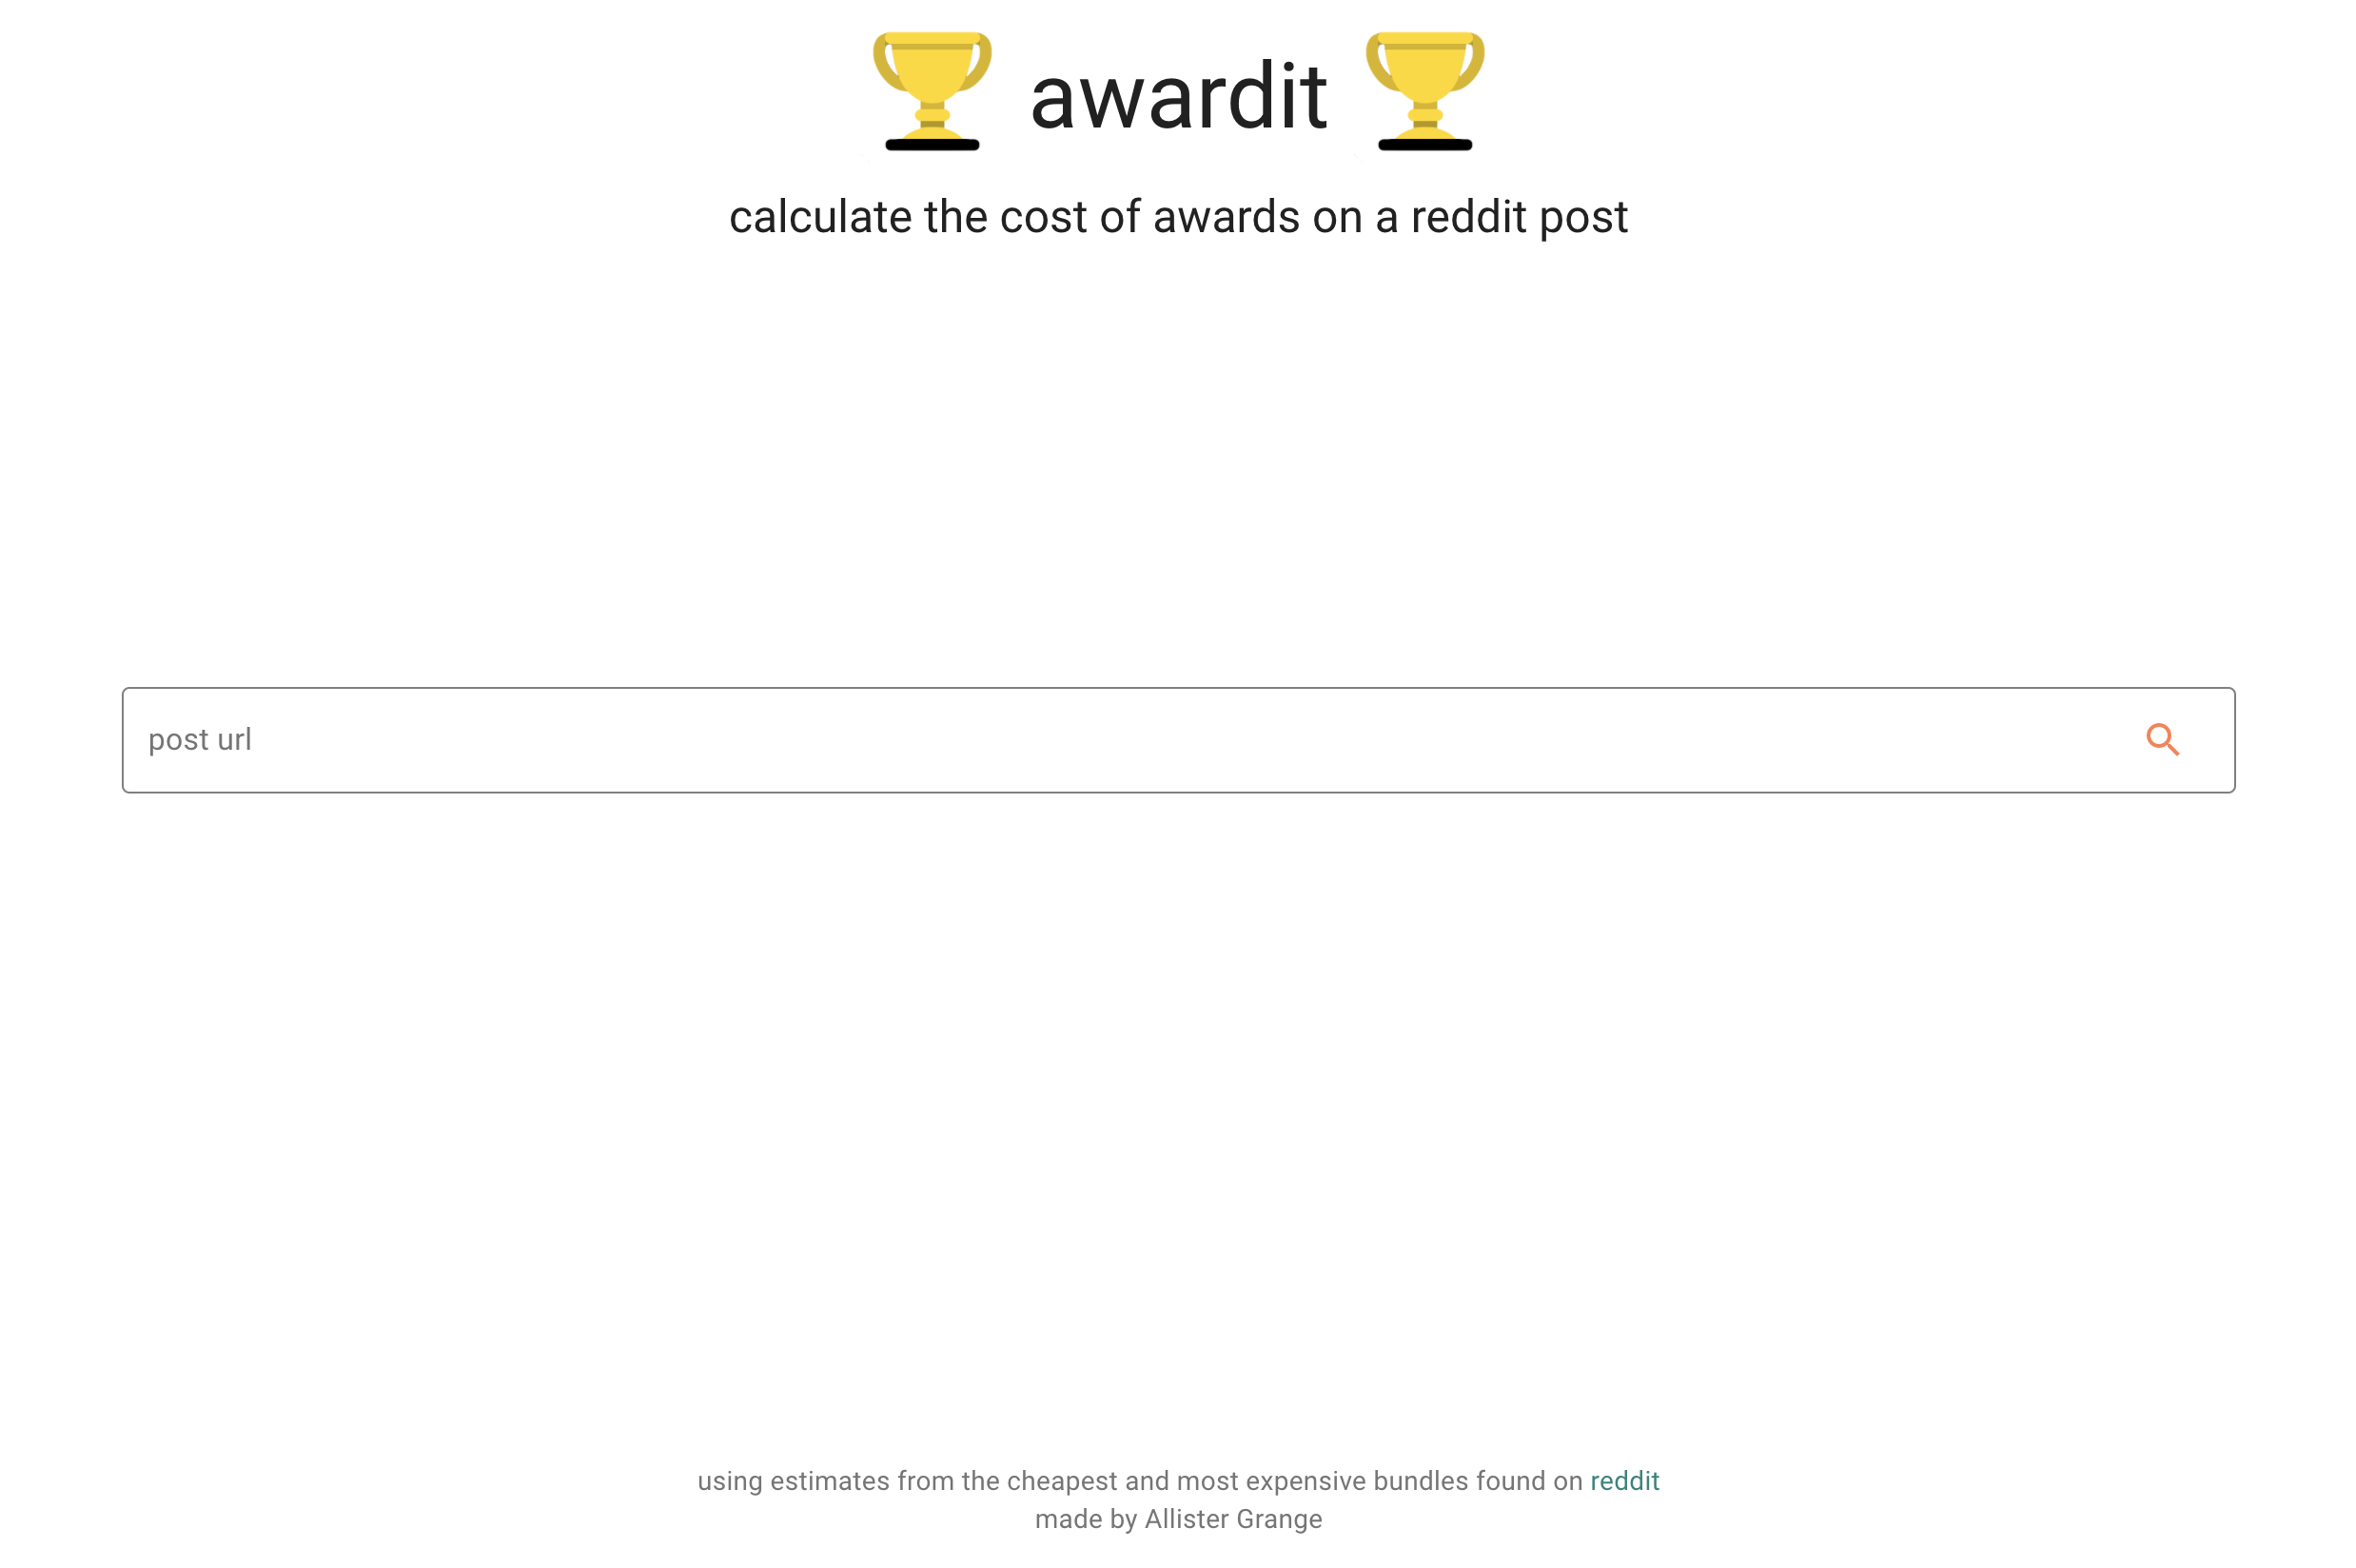 awardit
calculate the cost of awards on a reddit post
post url
using estimates from the cheapest and most expensive bundles found on reddit
made by Allister Grange